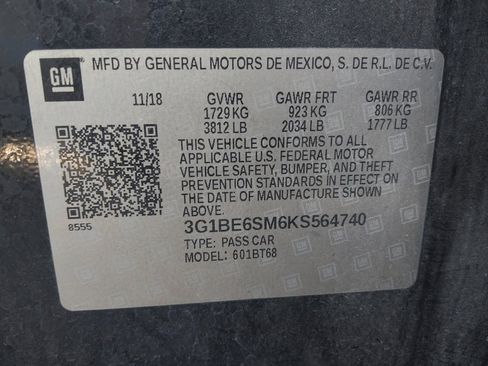 GM
MFD BY GENERAL MOTORS DE MEXICO, S. DE R.L. DE C.V.
11/18 GVWR GAWR FRT GAWR RR
1729 KG 923 KG 806 KG
3812 LB 2034 LB 1777 LB
THIS VEHICLE CONFORMS TO ALL
APPLICABLE U.S. FEDERAL MOTOR
VEHICLE SAFETY, BUMPER, AND THEFT
PREVENTION STANDARDS IN EFFECT ON
THE DATE OF MANUFACTURE SHOWN
ABOVE.
8555
3G1BE6SM6KS564740
TYPE: PASS CAR
MODEL: 601BT68